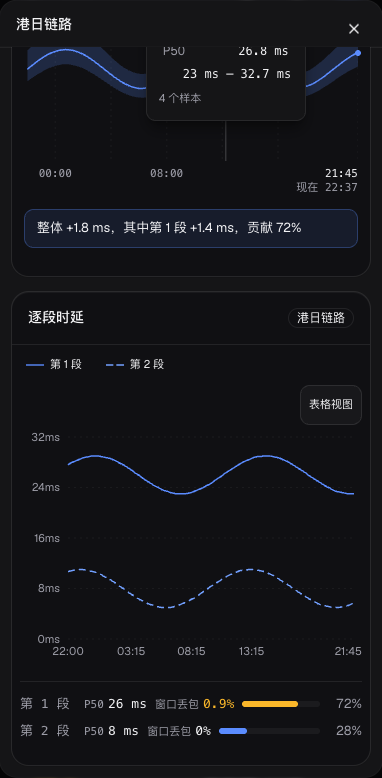 港日链路
P50 26.8 ms
23 ms — 32.7 ms
4 个样本
00:00 08:00 21:45
现在 22:37
整体 +1.8 ms，其中第 1 段 +1.4 ms，贡献 72%
逐段时延 港日链路
第 1 段 第 2 段
表格视图
32ms
24ms
16ms
8ms
0ms
22:00 03:15 08:15 13:15 21:45
第 1 段 P50 26 ms 窗口丢包 0.9% 72%
第 2 段 P50 8 ms 窗口丢包 0% 28%